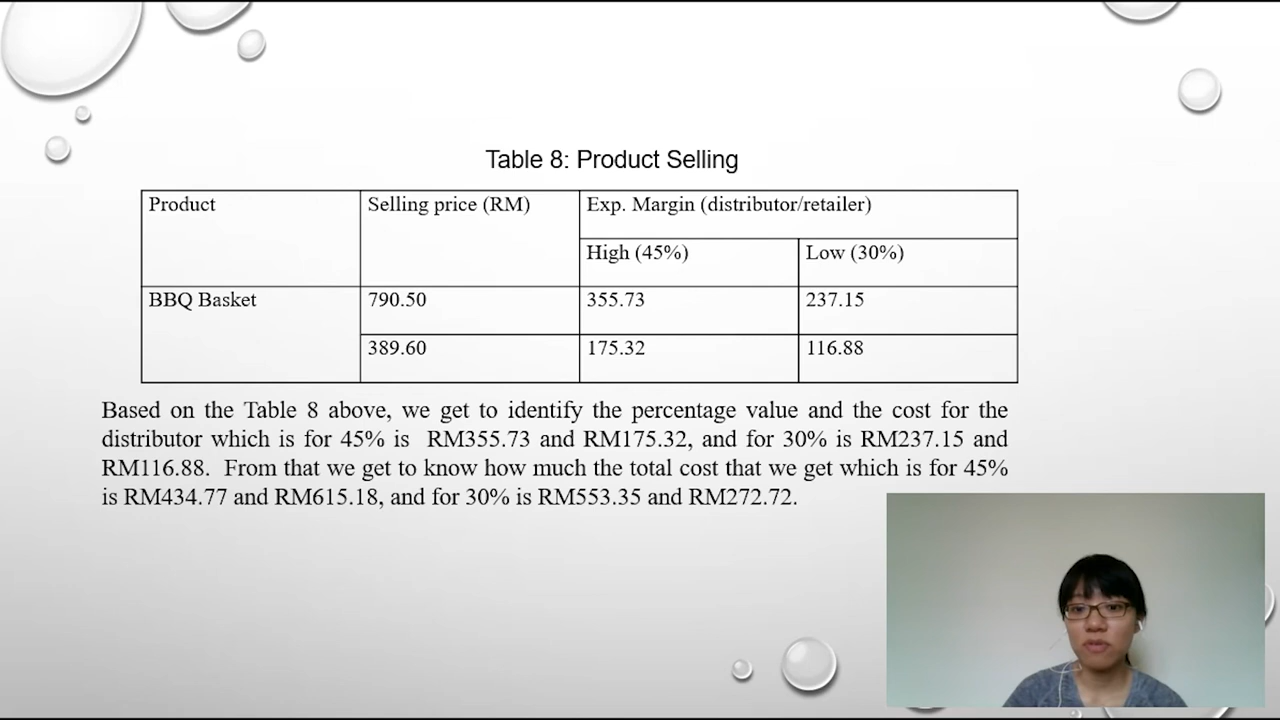 Table 8: Product Selling
Product Selling price (RM) Exp. Margin (distributor/retailer)
High (45%) Low (30%)
BBQ Basket 790.50 355.73 237.15
389.60 175.32 116.88
Based on the Table 8 above, we get to identify the percentage value and the cost for the
distributor which is for 45% is RM355.73 and RM175.32, and for 30% is RM237.15 and
RM116.88. From that we get to know how much the total cost that we get which is for 45%
is RM434.77 and RM615.18, and for 30% is RM553.35 and RM272.72.